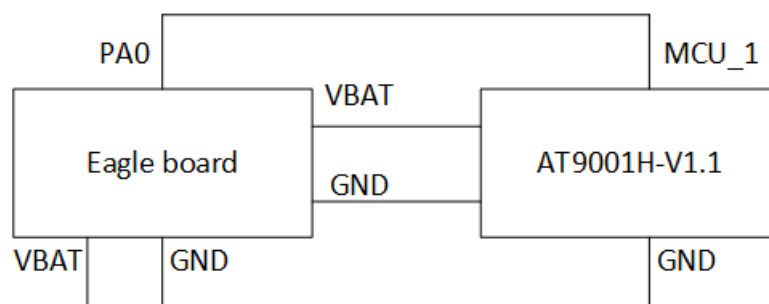 PA0
MCU_1
VBAT
Eagle board
AT9001H-V1.1
GND
VBAT
GND
GND